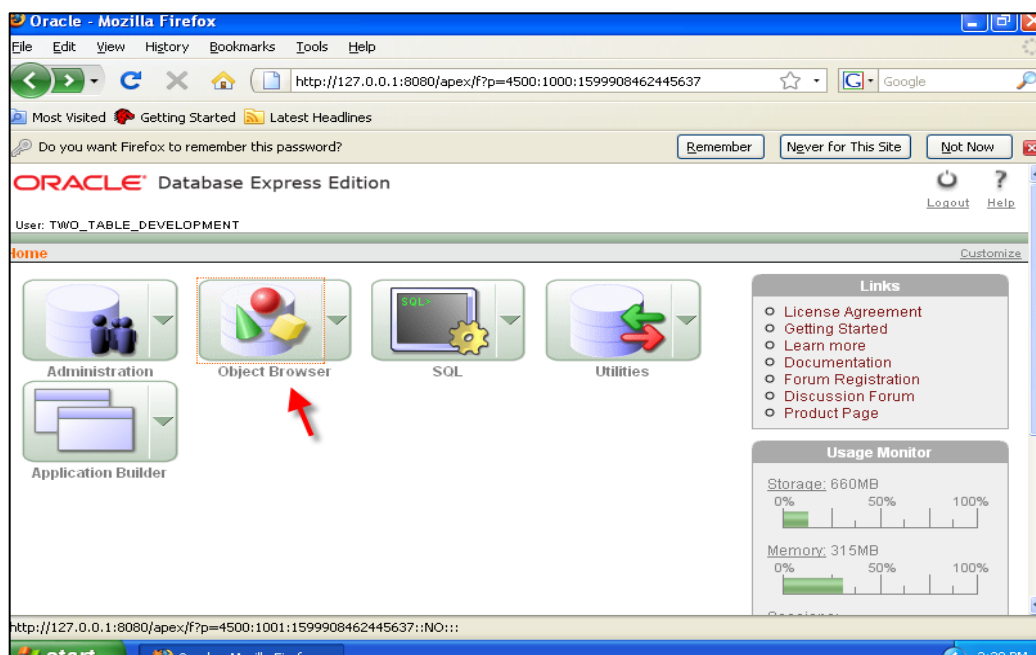 Oracle - Mozilla Firefox
File Edit View History Bookmarks Tools Help
http://127.0.0.1:8080/apex/f?p=4500:1000:1599908462445637
G Google
Most Visited Getting Started Latest Headlines
Do you want Firefox to remember this password? Remember Never for This Site Not Now
ORACLE Database Express Edition
Logout Help
User: TWO_TABLE_DEVELOPMENT
Home Customize
SQL>
Administration Object Browser SQL Utilities
Application Builder
Links
License Agreement
Getting Started
Learn more
Documentation
Forum Registration
Discussion Forum
Product Page
Usage Monitor
Storage: 660MB
0% 50% 100%
Memory: 315MB
0% 50% 100%
http://127.0.0.1:8080/apex/f?p=4500:1001:1599908462445637::NO:::